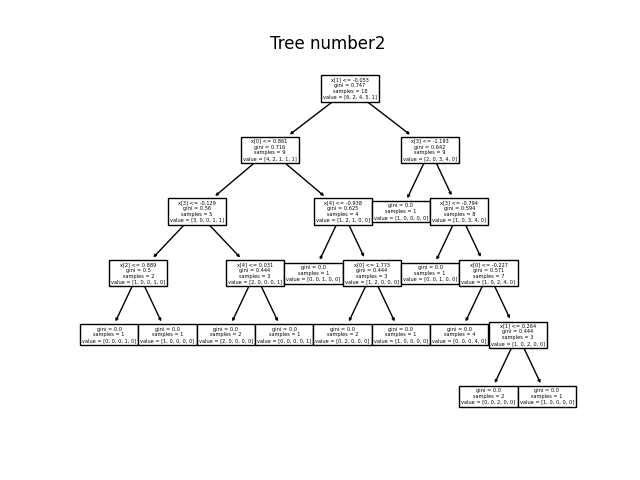 Tree number2
x[1] <= -0.053
gini = 0.747
samples = 18
value = [6, 2, 4, 5, 1]
x[0] <= 0.861
gini = 0.716
samples = 9
value = [4, 2, 1, 1, 1]
x[3] <= -1.193
gini = 0.642
samples = 9
value = [2, 0, 3, 4, 0]
x[3] <= -0.129
gini = 0.56
samples = 5
value = [3, 0, 0, 1, 1]
x[4] <= -0.938
gini = 0.625
samples = 4
value = [1, 2, 1, 0, 0]
gini = 0.0
samples = 1
value = [1, 0, 0, 0, 0]
x[3] <= -0.794
gini = 0.594
samples = 8
value = [1, 0, 3, 4, 0]
x[2] <= 0.889
gini = 0.5
samples = 2
value = [1, 0, 0, 1, 0]
x[4] <= 0.031
gini = 0.444
samples = 3
value = [2, 0, 0, 0, 1]
gini = 0.0
samples = 1
value = [0, 0, 1, 0, 0]
x[0] <= 1.773
gini = 0.444
samples = 3
value = [1, 2, 0, 0, 0]
gini = 0.0
samples = 1
value = [0, 0, 1, 0, 0]
x[0] <= -0.227
gini = 0.571
samples = 7
value = [1, 0, 2, 4, 0]
gini = 0.0
samples = 1
value = [0, 0, 0, 1, 0]
gini = 0.0
samples = 1
value = [1, 0, 0, 0, 0]
gini = 0.0
samples = 2
value = [2, 0, 0, 0, 0]
gini = 0.0
samples = 1
value = [0, 0, 0, 0, 1]
gini = 0.0
samples = 2
value = [0, 2, 0, 0, 0]
gini = 0.0
samples = 1
value = [1, 0, 0, 0, 0]
gini = 0.0
samples = 4
value = [0, 0, 0, 4, 0]
x[1] <= 0.264
gini = 0.444
samples = 3
value = [1, 0, 2, 0, 0]
gini = 0.0
samples = 2
value = [0, 0, 2, 0, 0]
gini = 0.0
samples = 1
value = [1, 0, 0, 0, 0]